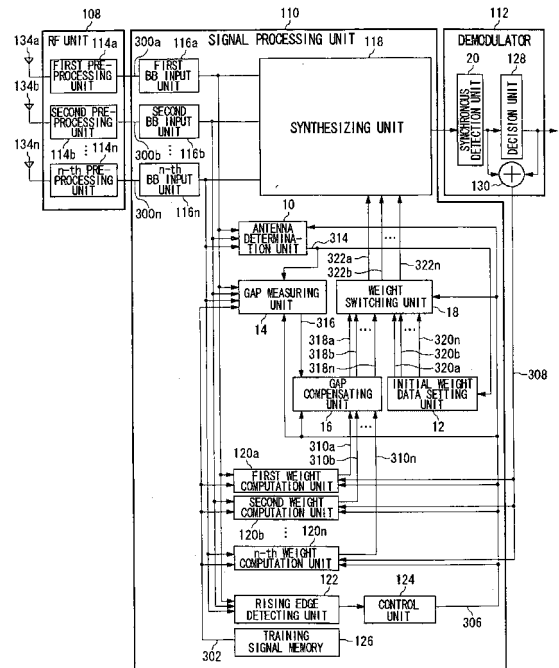 108
110
112
RF UNIT
SIGNAL PROCESSING UNIT
DEMODULATOR
134a
114a
300a
116a
118
20
128
FIRST PRE-
PROCESSING
UNIT
FIRST
BB INPUT
UNIT
134b
SECOND PRE-
PROCESSING
UNIT
SECOND
BB INPUT
UNIT
SYNTHESIZING UNIT
SYNCHRONOUS
DETECTION UNIT
DECISION UNIT
134n
114b
114n
300b
116b
n-th PRE-
PROCESSING
UNIT
n-th
BB INPUT
UNIT
130
300n
116n
10
ANTENNA
DETERMINA-
TION UNIT
314
322a
322b
322n
GAP MEASURING
UNIT
WEIGHT
SWITCHING UNIT
14
316
18
318a
318b
318n
320n
320b
320a
308
GAP
COMPENSATING
UNIT
INITIAL WEIGHT
DATA SETTING
UNIT
16
12
310a
310b
310n
120a
FIRST WEIGHT
COMPUTATION UNIT
SECOND WEIGHT
COMPUTATION UNIT
120b
120n
n-th WEIGHT
COMPUTATION UNIT
122
124
RISING EDGE
DETECTING UNIT
CONTROL
UNIT
306
302
TRAINING
SIGNAL MEMORY
126